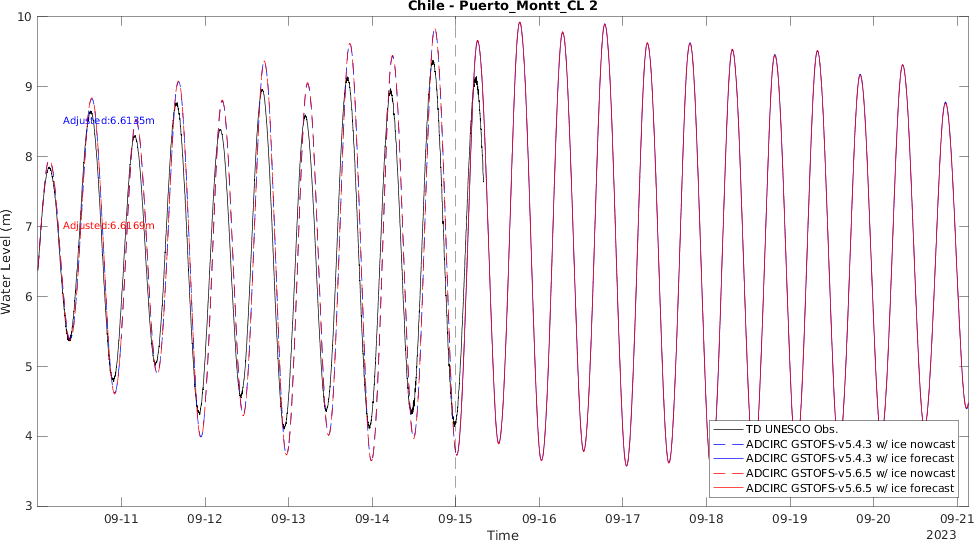 Chile - Puerto_Montt_CL 2
10
9
8
7
6
5
4
3
Water Level (m)
Adjusted:6.6135m
Adjusted:6.6169m
TD UNESCO Obs.
ADCIRC GSTOFS-v5.4.3 w/ ice nowcast
ADCIRC GSTOFS-v5.4.3 w/ ice forecast
ADCIRC GSTOFS-v5.6.5 w/ ice nowcast
ADCIRC GSTOFS-v5.6.5 w/ ice forecast
09-11 09-12 09-13 09-14 09-15 09-16 09-17 09-18 09-19 09-20 09-21
Time
2023